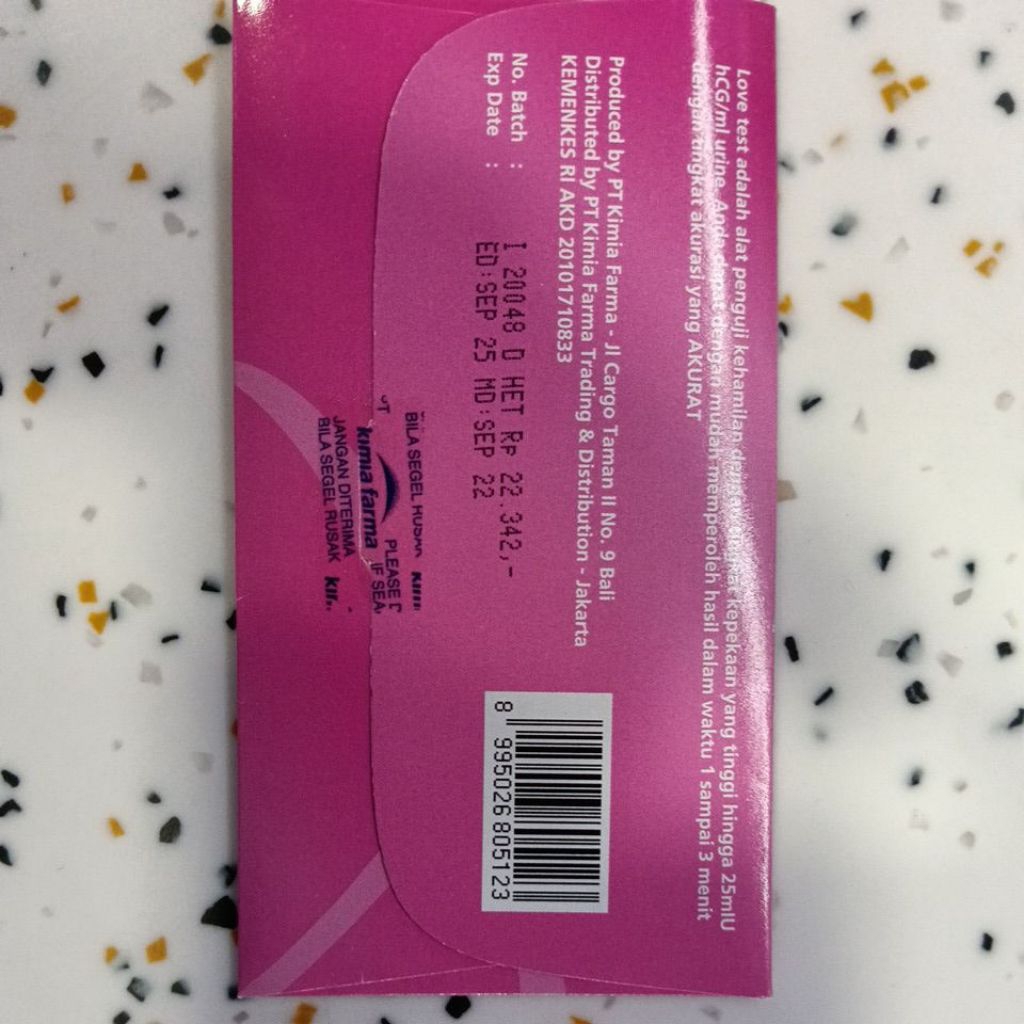 Love test adalah alat penguji kehamilan dengan tingkat kepekaan yang tinggi hingga 25mIU
hCG/ml urine. Anda dapat dengan mudah memperoleh hasil dalam waktu 1 sampai 3 menit
dengan tingkat akurasi yang AKURAT
Produced by PT Kimia Farma - Jl Cargo Taman II No. 9 Bali
Distributed by PT Kimia Farma Trading & Distribution - Jakarta
KEMENKES RI AKD 20101710833
No. Batch : I 20048 D HET Rp 22.342,-
Exp Date : ED:SEP 25 MD:SEP 22
8 995026 805123
BILA SEGEL RUSAK
PLEASE
IF SEA
kimia farma
JANGAN DITERIMA
BILA SEGEL RUSAK